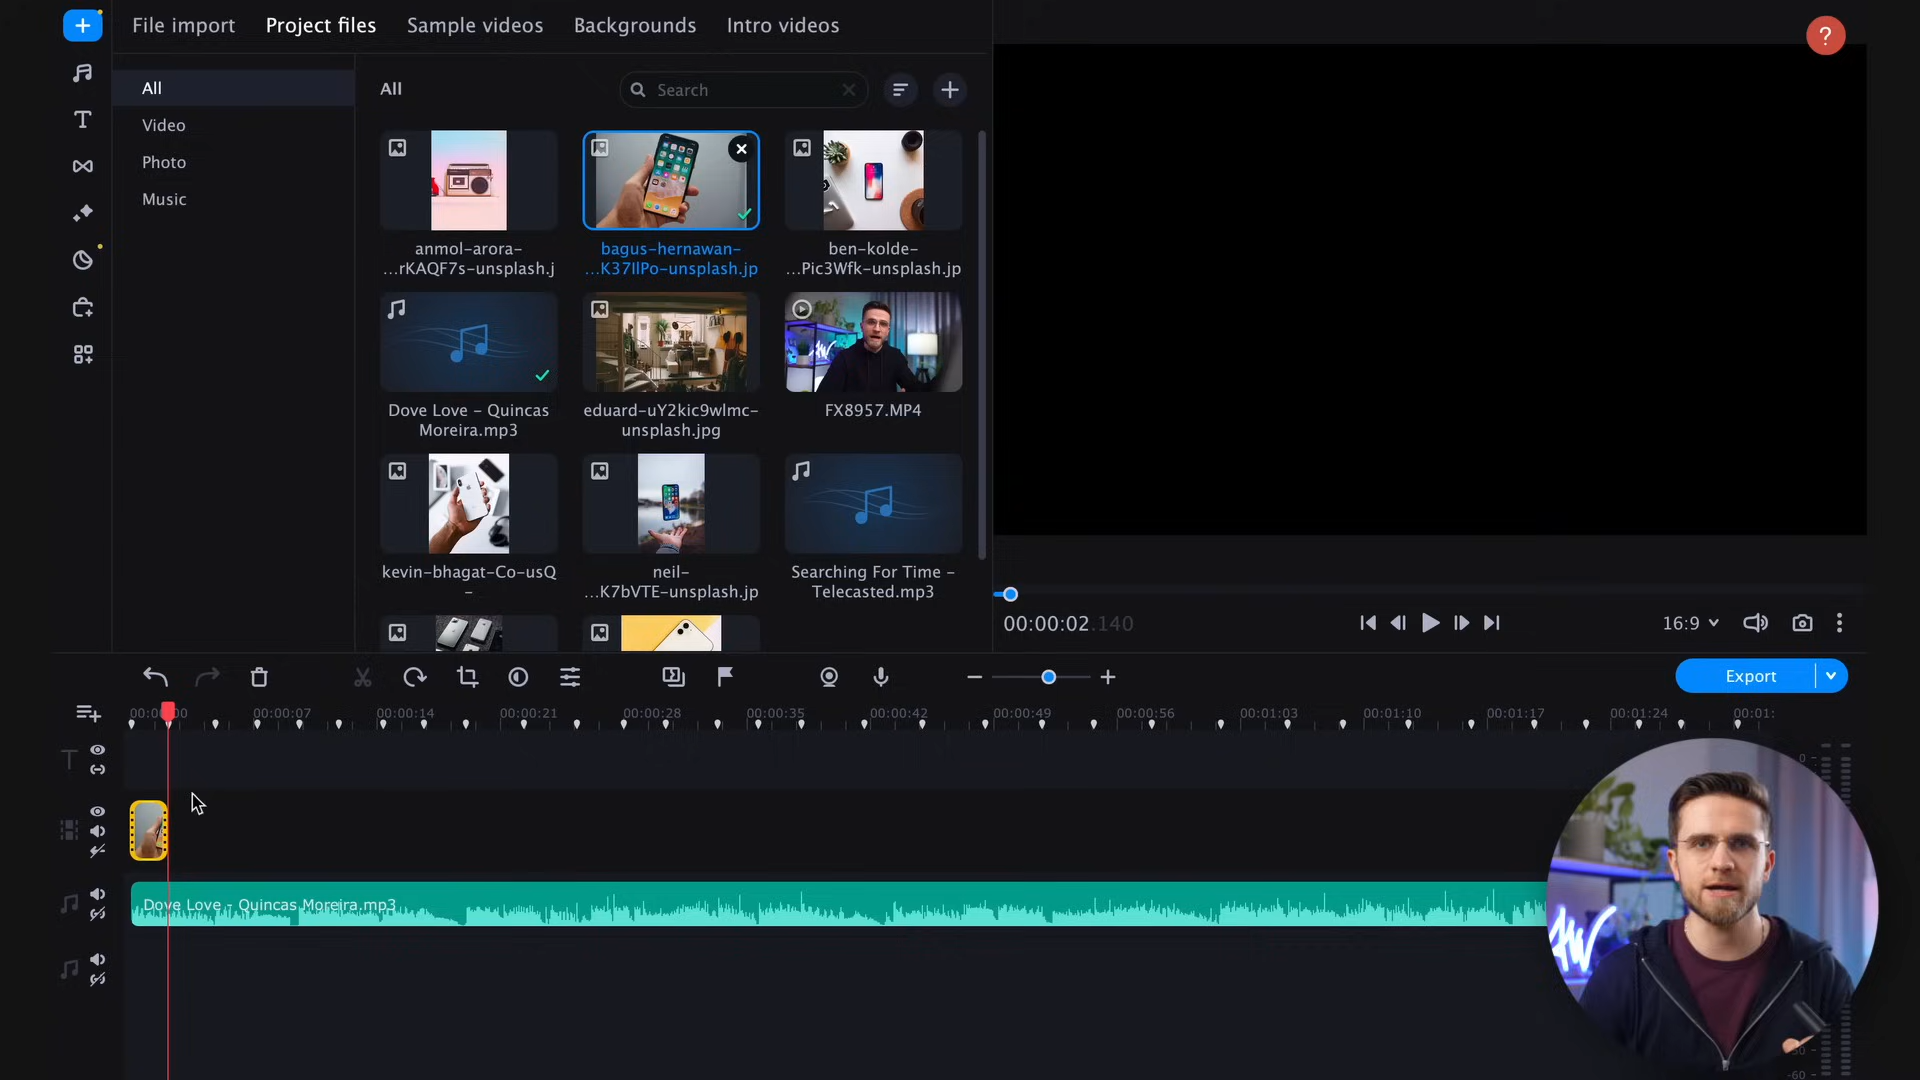 File import
Project files
Sample videos
Backgrounds
Intro videos
?
All
Video
Photo
Music
All
Search
anmol-arora-
...rKAQF7s-unsplash.j
bagus-hernawan-
...K37IlPo-unsplash.jp
ben-kolde-
...Pic3Wfk-unsplash.jp
Dove Love - Quincas
Moreira.mp3
eduard-uY2kic9wlmc-
unsplash.jpg
FX8957.MP4
kevin-bhagat-Co-usQ
-
neil-
...K7bVTE-unsplash.jp
Searching For Time -
Telecasted.mp3
00:00:02.140
16:9
Export
00:00:07
00:00:14
00:00:21
00:00:28
00:00:35
00:00:42
00:00:49
00:00:56
00:01:03
00:01:10
00:01:17
00:01:24
00:01:
0
Dove Love - Quincas Moreira.mp3
-60